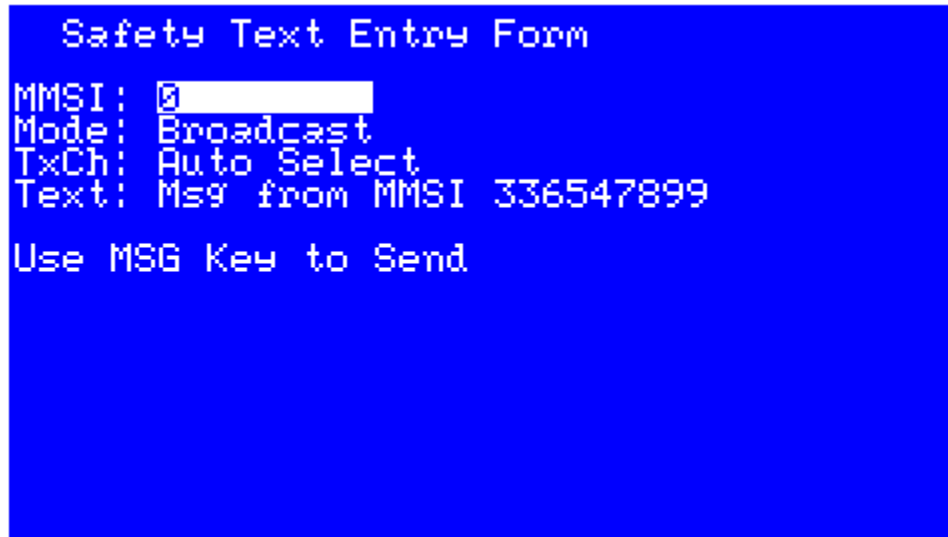 Safety Text Entry Form
MMSI: 0
Mode: Broadcast
TxCh: Auto Select
Text: Msg from MMSI 336547899
Use MSG Key to Send